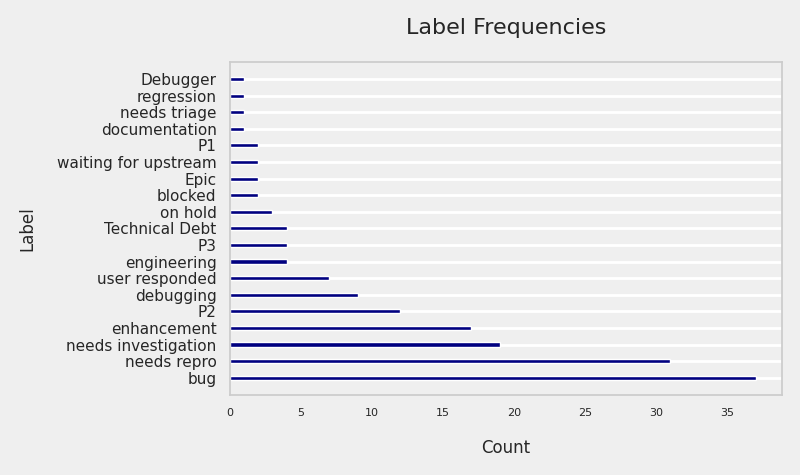 Label Frequencies
Debugger
regression
needs triage
documentation
P1
waiting for upstream
Epic
blocked
on hold
Technical Debt
P3
engineering
user responded
debugging
P2
enhancement
needs investigation
needs repro
bug
Label
0 5 10 15 20 25 30 35
Count